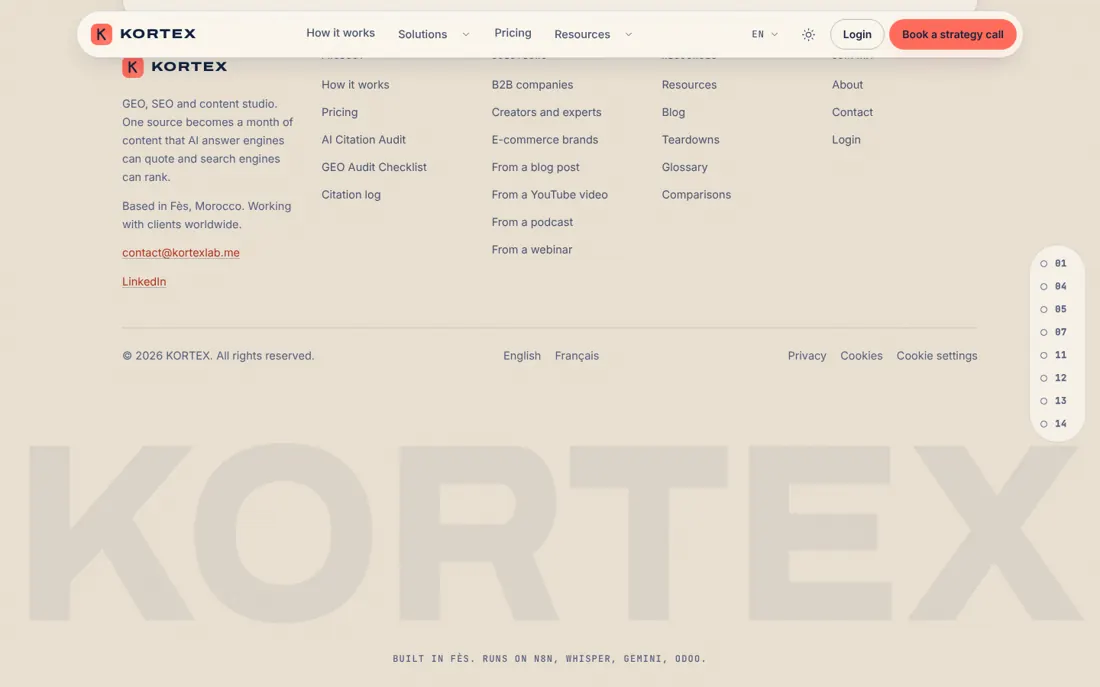 K KORTEX
How it works
Solutions
Pricing
Resources
EN
Login
Book a strategy call
K KORTEX
GEO, SEO and content studio.
One source becomes a month of
content that AI answer engines
can quote and search engines
can rank.
Based in Fès, Morocco. Working
with clients worldwide.
contact@kortexlab.me
LinkedIn
How it works
Pricing
AI Citation Audit
GEO Audit Checklist
Citation log
B2B companies
Creators and experts
E-commerce brands
From a blog post
From a YouTube video
From a podcast
From a webinar
Resources
Blog
Teardowns
Glossary
Comparisons
About
Contact
Login
01
04
05
07
11
12
13
14
© 2026 KORTEX. All rights reserved.
English
Français
Privacy
Cookies
Cookie settings
KORTEX
BUILT IN FÈS. RUNS ON N8N, WHISPER, GEMINI, ODOO.